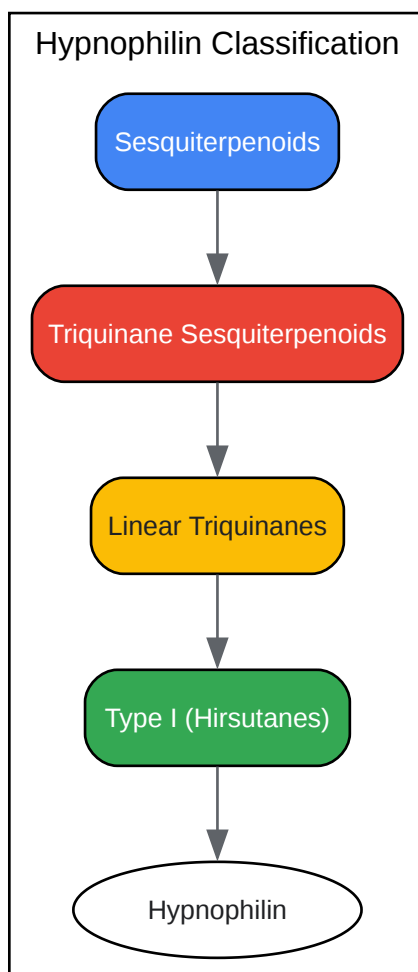 Hypnophilin Classification
Sesquiterpenoids
Triquinane Sesquiterpenoids
Linear Triquinanes
Type I (Hirsutanes)
Hypnophilin